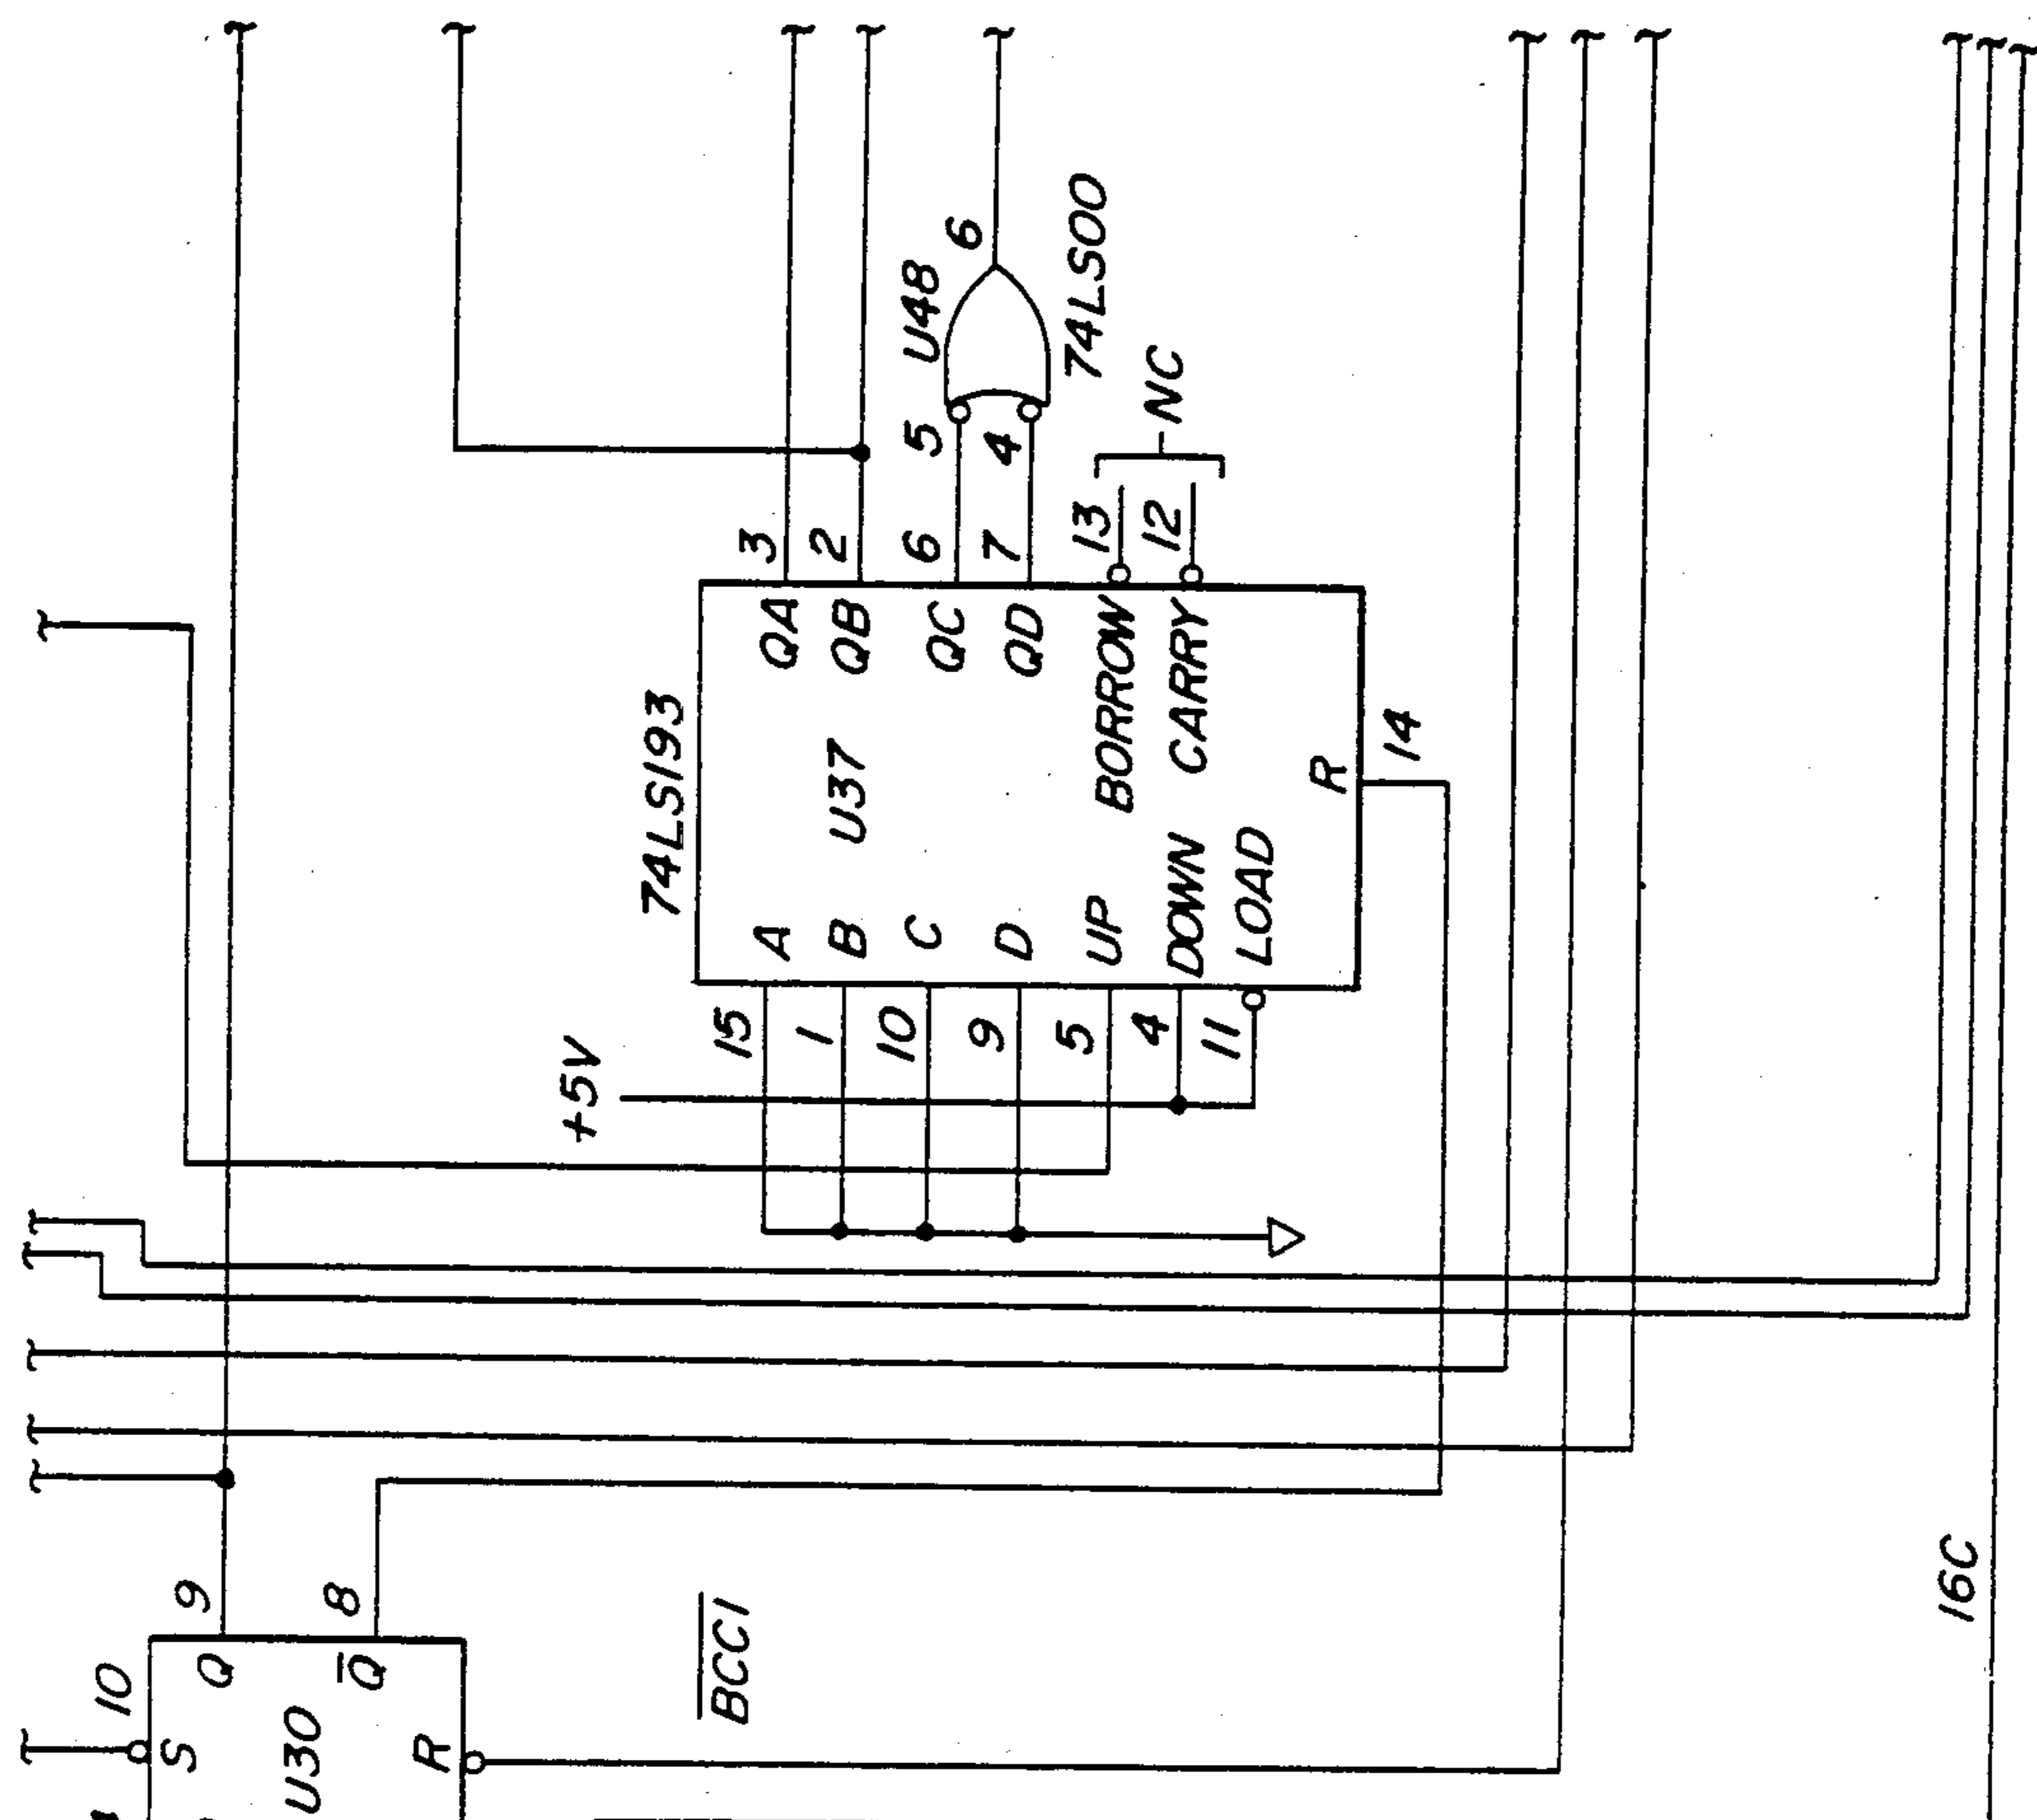 74LS193
U37
A
B
C
D
UP
DOWN
LOAD
QA
QB
QC
QD
BORROW
CARRY
R
15
1
10
9
5
4
11
3
2
6
7
13
12
14
+5V
NC
U48
5
4
6
74LS00
10
S
Q
9
Q̅
8
U30
R
B̅C̅C̅I̅
16C